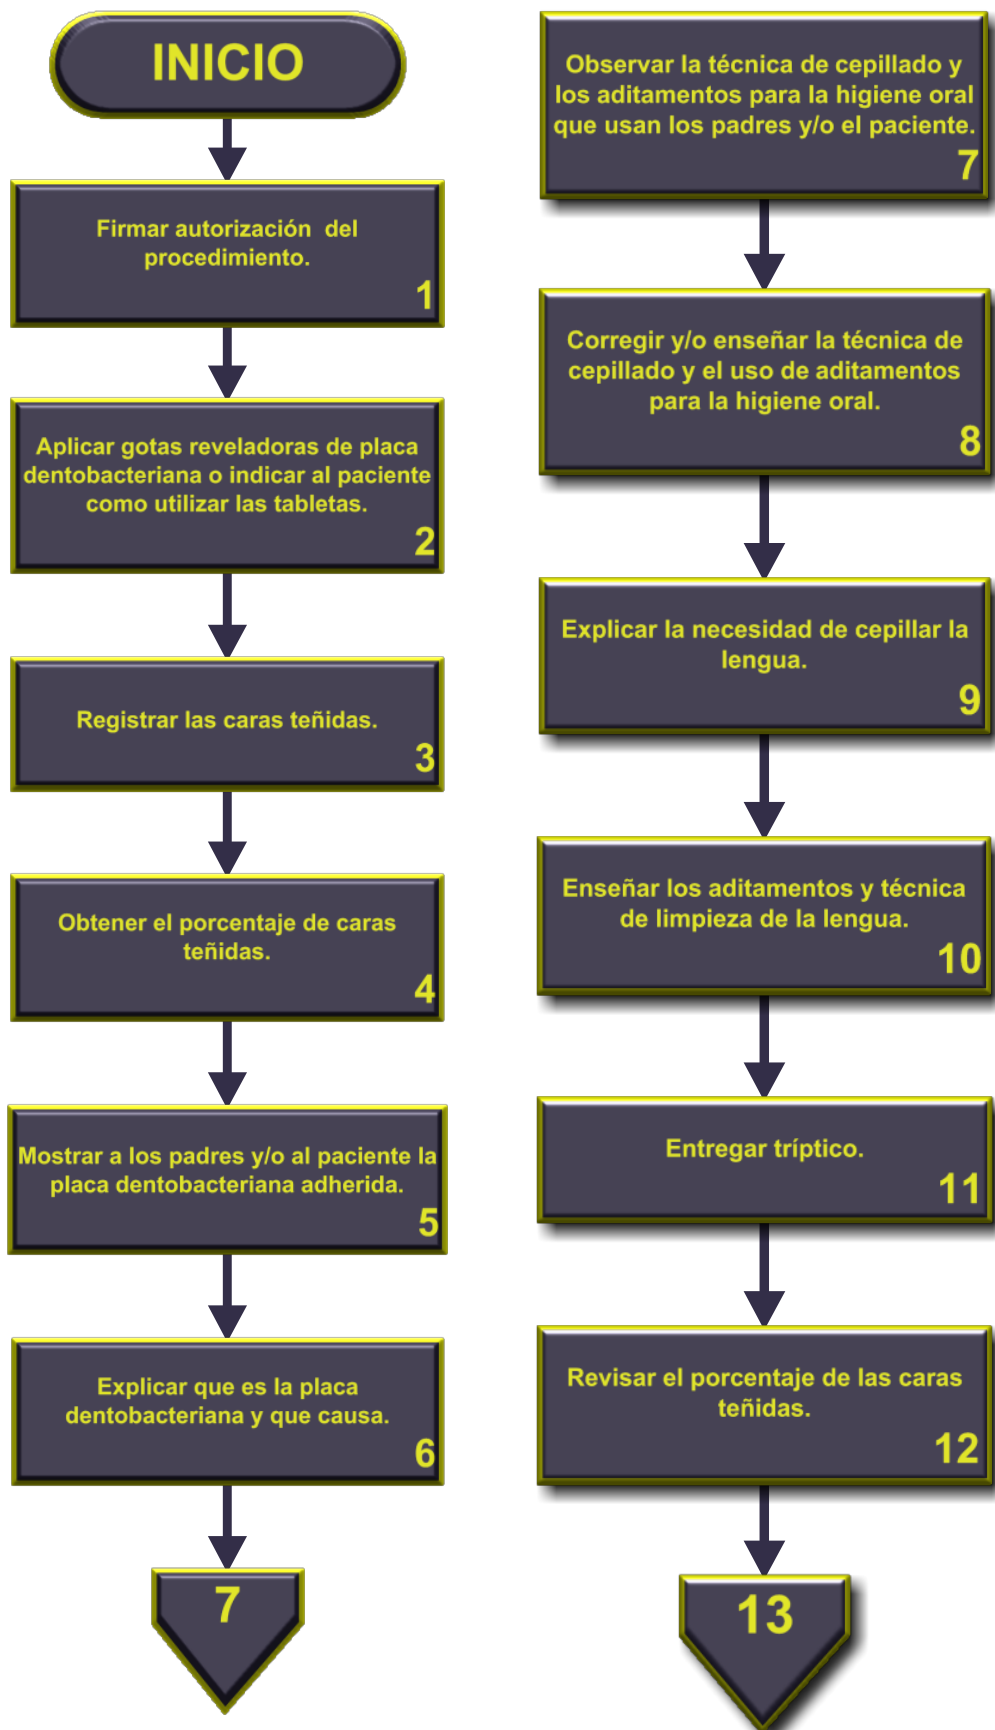 INICIO
Firmar autorización del
procedimiento.
1
Aplicar gotas reveladoras de placa
dentobacteriana o indicar al paciente
como utilizar las tabletas.
2
Registrar las caras teñidas.
3
Obtener el porcentaje de caras
teñidas.
4
Mostrar a los padres y/o al paciente la
placa dentobacteriana adherida.
5
Explicar que es la placa
dentobacteriana y que causa.
6
7
Observar la técnica de cepillado y
los aditamentos para la higiene oral
que usan los padres y/o el paciente.
7
Corregir y/o enseñar la técnica de
cepillado y el uso de aditamentos
para la higiene oral.
8
Explicar la necesidad de cepillar la
lengua.
9
Enseñar los aditamentos y técnica
de limpieza de la lengua.
10
Entregar tríptico.
11
Revisar el porcentaje de las caras
teñidas.
12
13